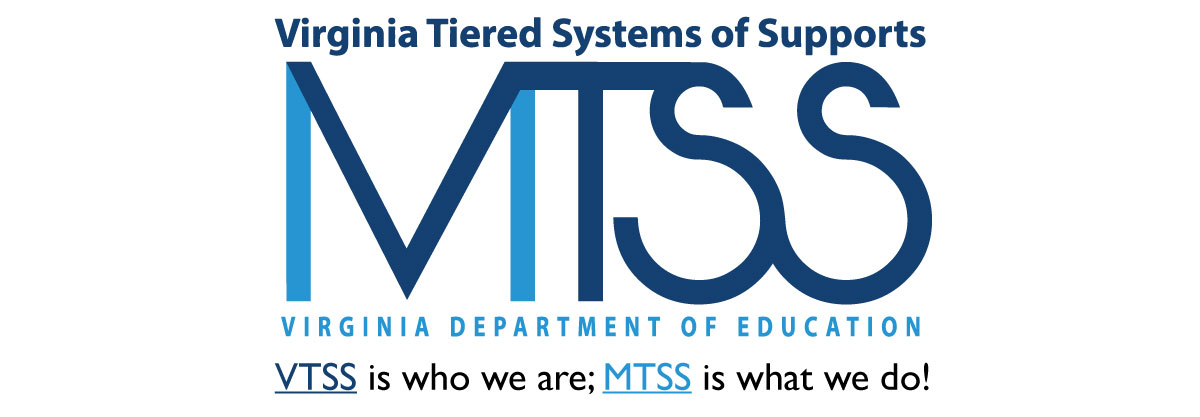 Virginia Tiered Systems of Supports
MTSS
VIRGINIA DEPARTMENT OF EDUCATION
VTSS is who we are; MTSS is what we do!